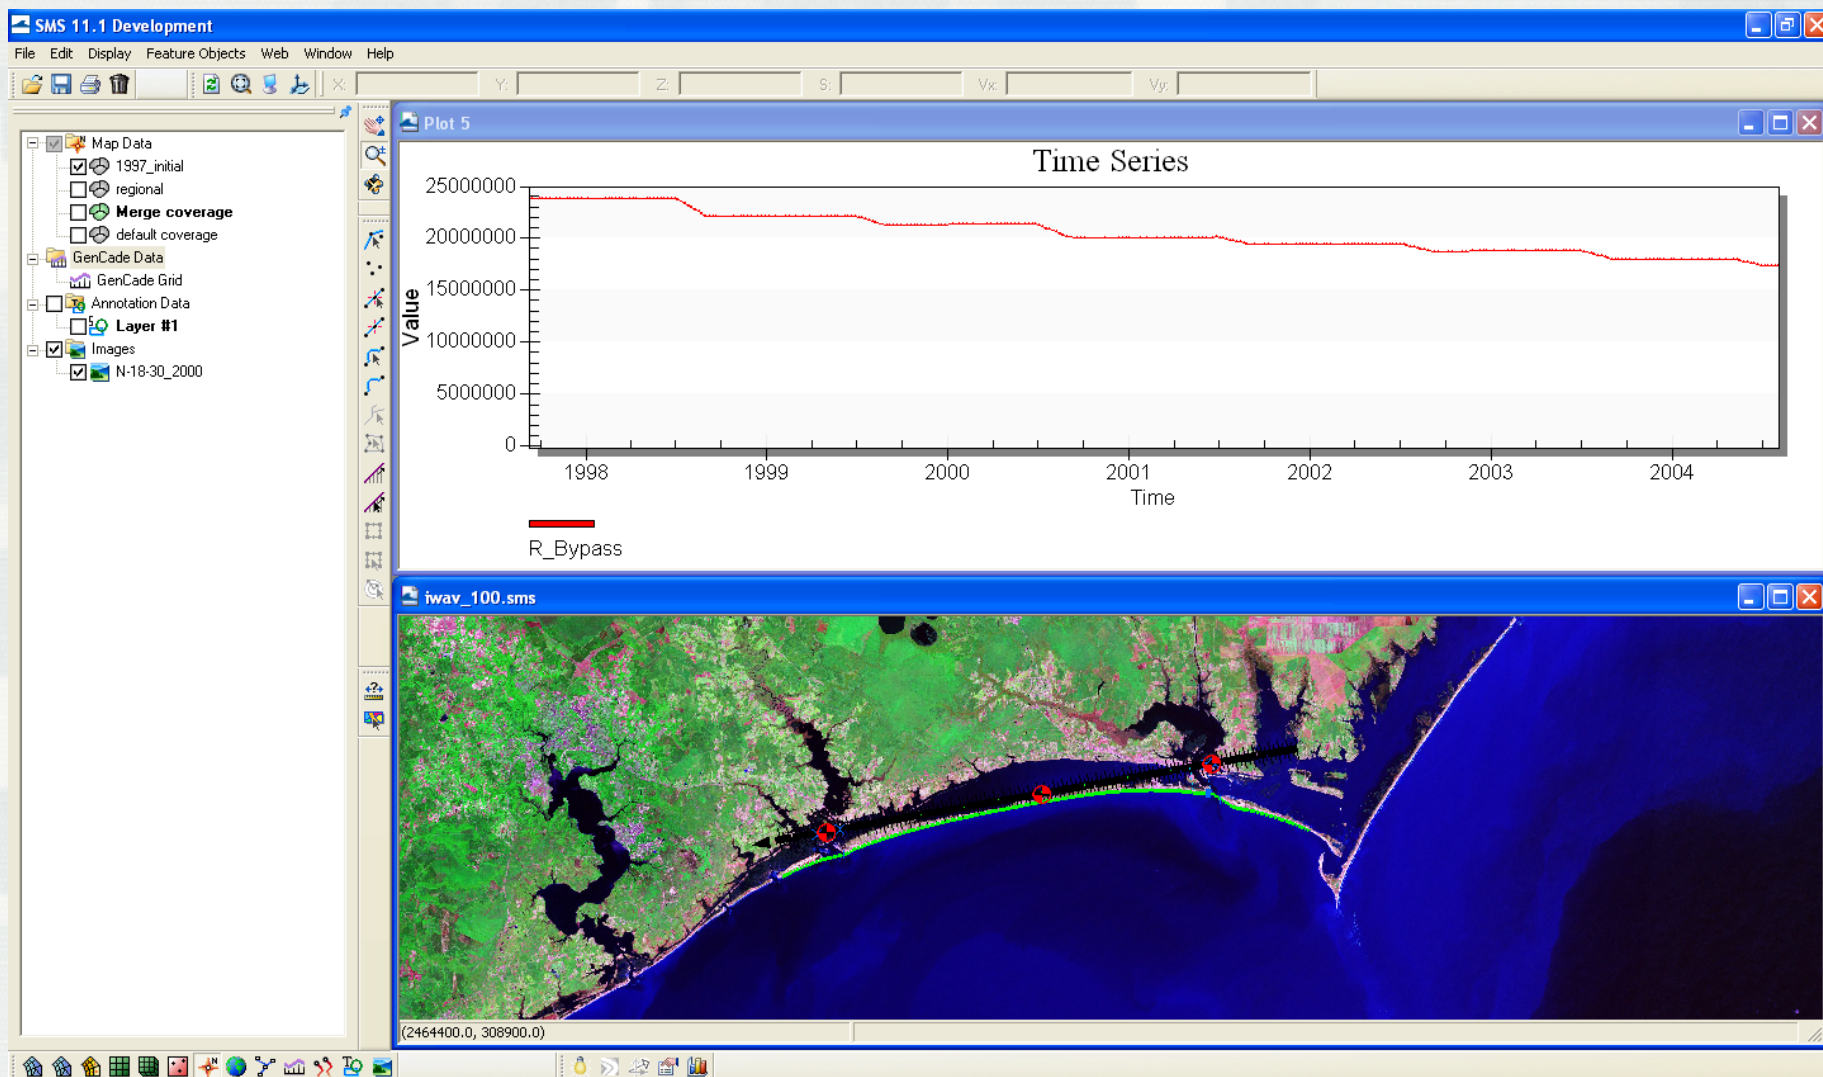 SMS 11.1 Development
File Edit Display Feature Objects Web Window Help
X: Y: Z: S: Vx: Vy:
Map Data
1997_initial
regional
Merge coverage
default coverage
GenCade Data
GenCade Grid
Annotation Data
Layer #1
Images
N-18-30_2000
Plot 5
Time Series
25000000
20000000
15000000
10000000
5000000
0
Value
1998 1999 2000 2001 2002 2003 2004
Time
R_Bypass
iwav_100.sms
(2464400.0, 308900.0)